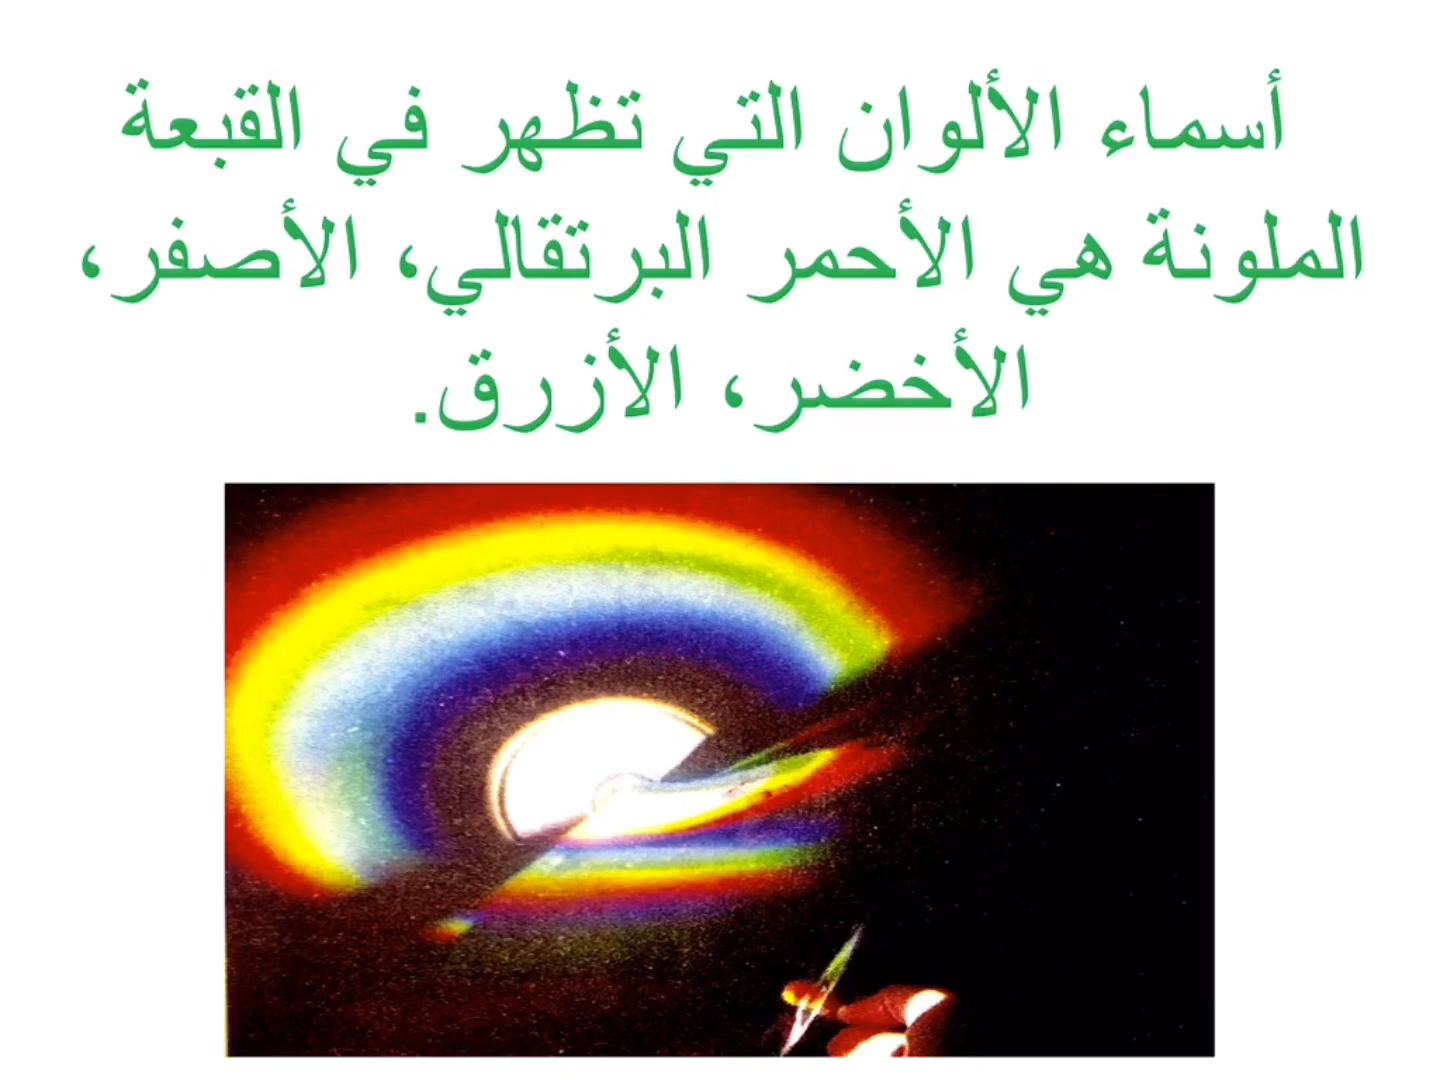 أسماء الألوان التي تظهر في القبعة
الملونة هي الأحمر البرتقالي، الأصفر،
الأخضر، الأزرق.